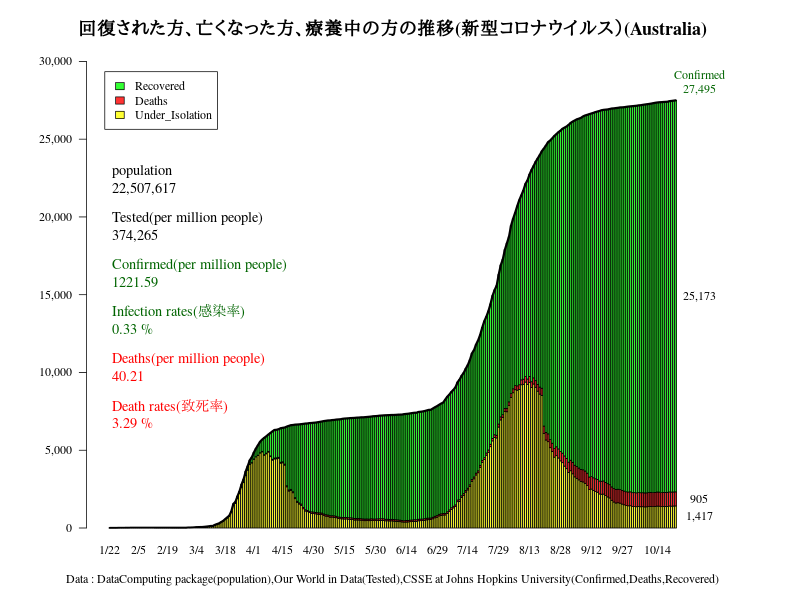 回復された方、亡くなった方、療養中の方の推移(新型コロナウイルス）(Australia)
Confirmed
27,495
30,000
25,000
20,000
15,000
10,000
5,000
0
Recovered
Deaths
Under_Isolation
population
22,507,617
Tested(per million people)
374,265
Confirmed(per million people)
1221.59
Infection rates(感染率)
0.33 %
Deaths(per million people)
40.21
Death rates(致死率)
3.29 %
25,173
905
1,417
1/22 2/5 2/19 3/4 3/18 4/1 4/15 4/30 5/15 5/30 6/14 6/29 7/14 7/29 8/13 8/28 9/12 9/27 10/14
Data : DataComputing package(population),Our World in Data(Tested),CSSE at Johns Hopkins University(Confirmed,Deaths,Recovered)